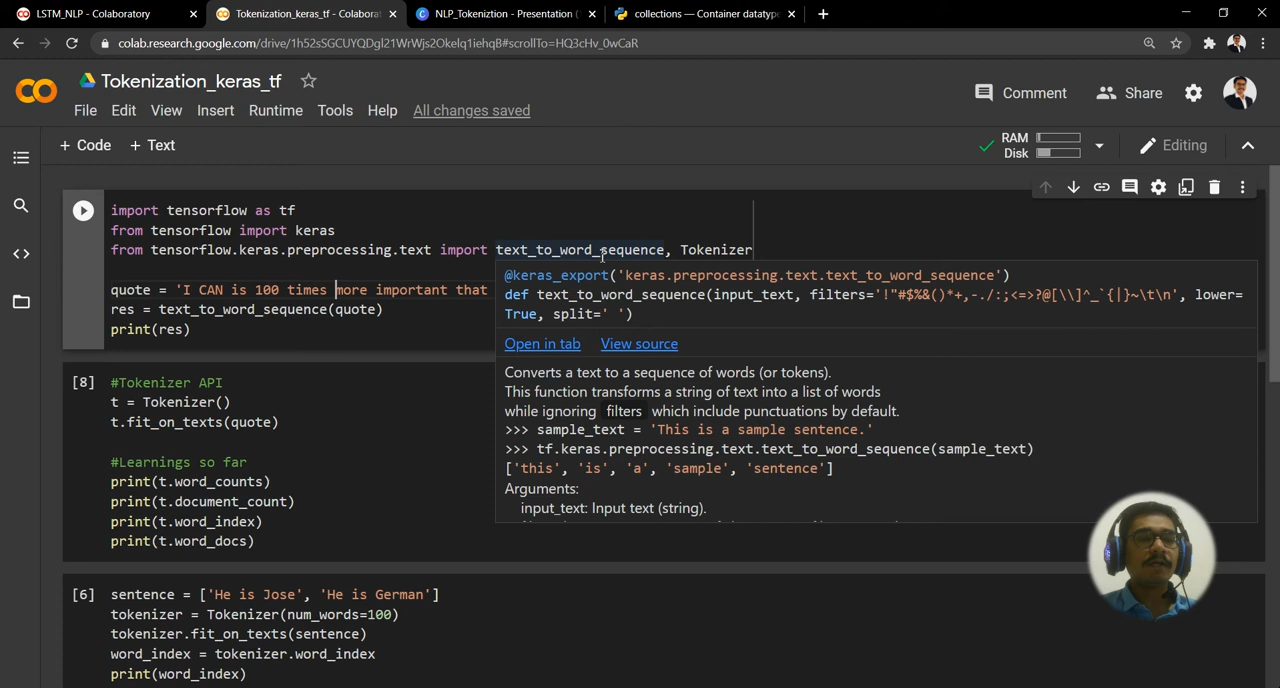 LSTM_NLP - Colaboratory
Tokenization_keras_tf - Colaborat
NLP_Tokeniztion - Presentation (
collections — Container datatype
colab.research.google.com/drive/1h52sSGCUYQDgl21WrWjs2Okelq1iehqB#scrollTo=HQ3cHv_0wCaR
Tokenization_keras_tf
Comment
Share
File Edit View Insert Runtime Tools Help All changes saved
+ Code + Text
RAM
Disk
Editing
import tensorflow as tf
from tensorflow import keras
from tensorflow.keras.preprocessing.text import text_to_word_sequence, Tokenizer
quote = 'I CAN is 100 times more important that
res = text_to_word_sequence(quote)
print(res)
@keras_export('keras.preprocessing.text.text_to_word_sequence')
def text_to_word_sequence(input_text, filters='!"#$%&()*+,-./:;<=>?@[\\]^_`{|}~\t\n', lower=
True, split=' ')
Open in tab View source
Converts a text to a sequence of words (or tokens).
This function transforms a string of text into a list of words
while ignoring filters which include punctuations by default.
>>> sample_text = 'This is a sample sentence.'
>>> tf.keras.preprocessing.text.text_to_word_sequence(sample_text)
['this', 'is', 'a', 'sample', 'sentence']
Arguments:
input_text: Input text (string).
[8] #Tokenizer API
t = Tokenizer()
t.fit_on_texts(quote)
#Learnings so far
print(t.word_counts)
print(t.document_count)
print(t.word_index)
print(t.word_docs)
[6] sentence = ['He is Jose', 'He is German']
tokenizer = Tokenizer(num_words=100)
tokenizer.fit_on_texts(sentence)
word_index = tokenizer.word_index
print(word_index)